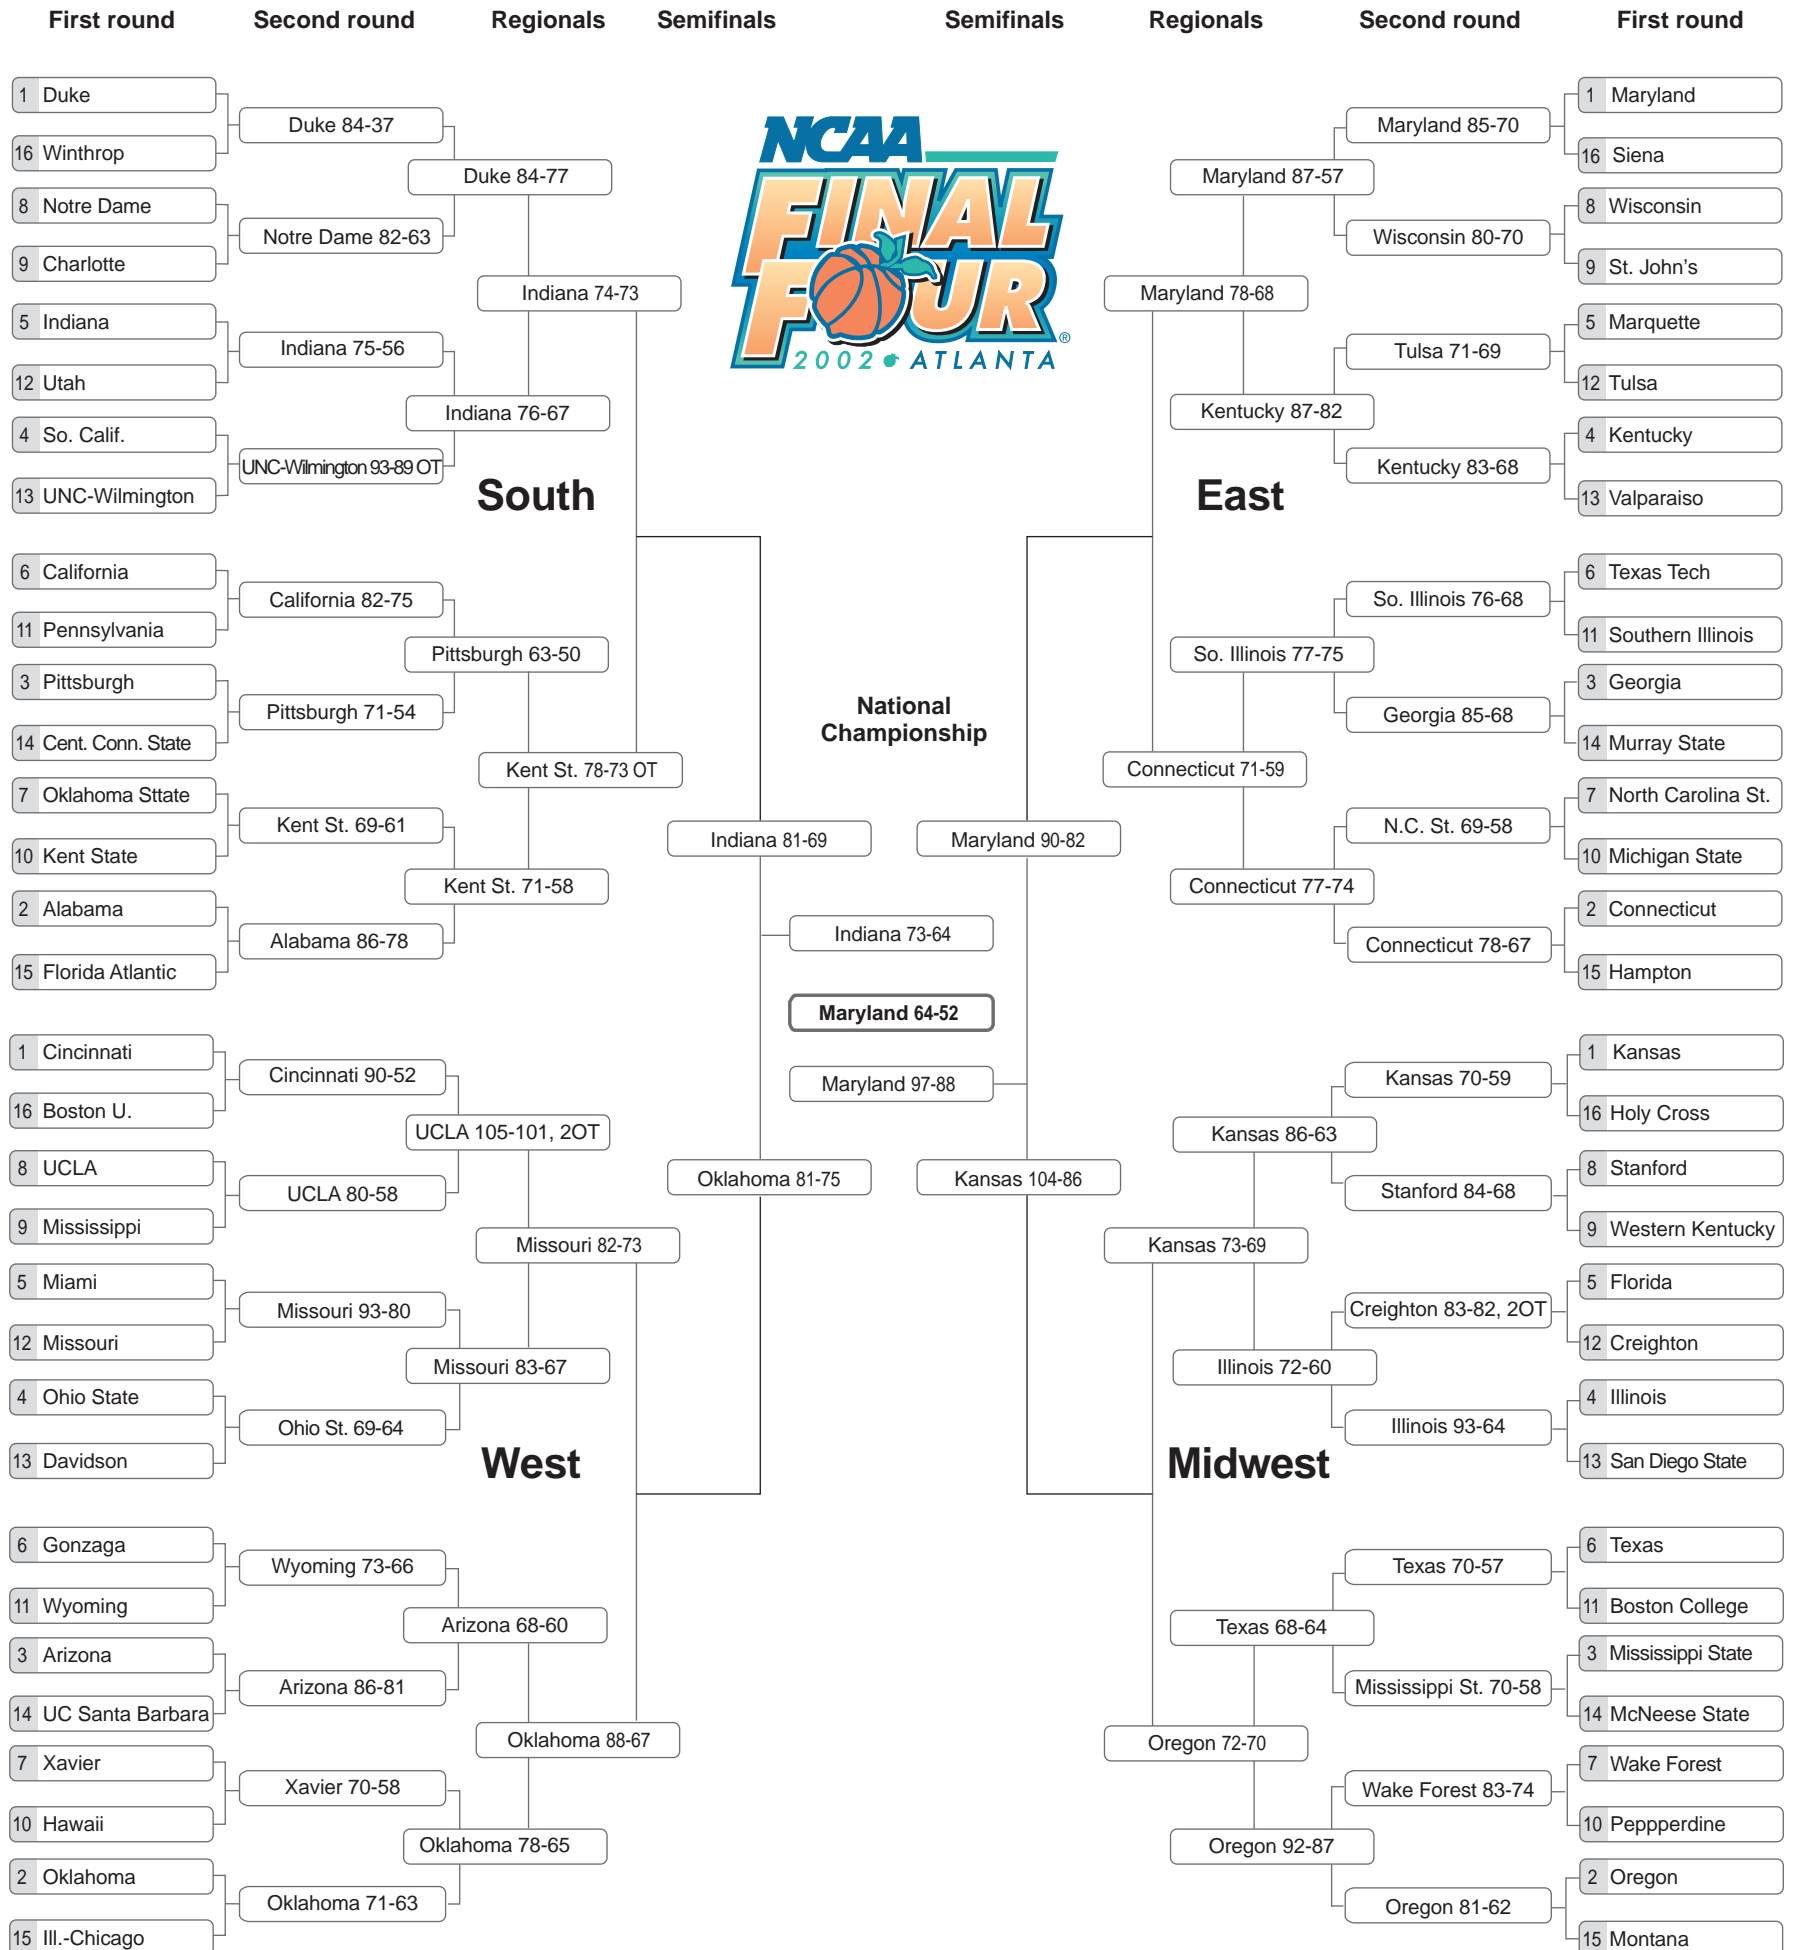 First round Second round Regionals Semifinals Semifinals Regionals Second round First round
1 Duke
16 Winthrop
8 Notre Dame
9 Charlotte
5 Indiana
12 Utah
4 So. Calif.
13 UNC-Wilmington
6 California
11 Pennsylvania
3 Pittsburgh
14 Cent. Conn. State
7 Oklahoma Sttate
10 Kent State
2 Alabama
15 Florida Atlantic
Duke 84-37
Notre Dame 82-63
Indiana 75-56
UNC-Wilmington 93-89 OT
California 82-75
Pittsburgh 71-54
Kent St. 69-61
Alabama 86-78
Duke 84-77
Indiana 76-67
Pittsburgh 63-50
Kent St. 71-58
Indiana 74-73
Kent St. 78-73 OT
South
1 Cincinnati
16 Boston U.
8 UCLA
9 Mississippi
5 Miami
12 Missouri
4 Ohio State
13 Davidson
6 Gonzaga
11 Wyoming
3 Arizona
14 UC Santa Barbara
7 Xavier
10 Hawaii
2 Oklahoma
15 Ill.-Chicago
Cincinnati 90-52
UCLA 80-58
Missouri 93-80
Ohio St. 69-64
Wyoming 73-66
Arizona 86-81
Xavier 70-58
Oklahoma 71-63
UCLA 105-101, 2OT
Missouri 83-67
Arizona 68-60
Oklahoma 78-65
Missouri 82-73
Oklahoma 88-67
West
NCAA
FINAL
FOUR
®
2002 ATLANTA
National
Championship
Indiana 81-69
Maryland 90-82
Indiana 73-64
Maryland 64-52
Maryland 97-88
Oklahoma 81-75
Kansas 104-86
East
Maryland 78-68
Connecticut 71-59
Maryland 87-57
Kentucky 87-82
So. Illinois 77-75
Connecticut 77-74
Maryland 85-70
Wisconsin 80-70
Tulsa 71-69
Kentucky 83-68
So. Illinois 76-68
Georgia 85-68
N.C. St. 69-58
Connecticut 78-67
1 Maryland
16 Siena
8 Wisconsin
9 St. John's
5 Marquette
12 Tulsa
4 Kentucky
13 Valparaiso
6 Texas Tech
11 Southern Illinois
3 Georgia
14 Murray State
7 North Carolina St.
10 Michigan State
2 Connecticut
15 Hampton
Midwest
Kansas 73-69
Oregon 72-70
Kansas 86-63
Illinois 72-60
Texas 68-64
Oregon 92-87
Kansas 70-59
Stanford 84-68
Creighton 83-82, 2OT
Illinois 93-64
Texas 70-57
Mississippi St. 70-58
Wake Forest 83-74
Oregon 81-62
1 Kansas
16 Holy Cross
8 Stanford
9 Western Kentucky
5 Florida
12 Creighton
4 Illinois
13 San Diego State
6 Texas
11 Boston College
3 Mississippi State
14 McNeese State
7 Wake Forest
10 Peppperdine
2 Oregon
15 Montana